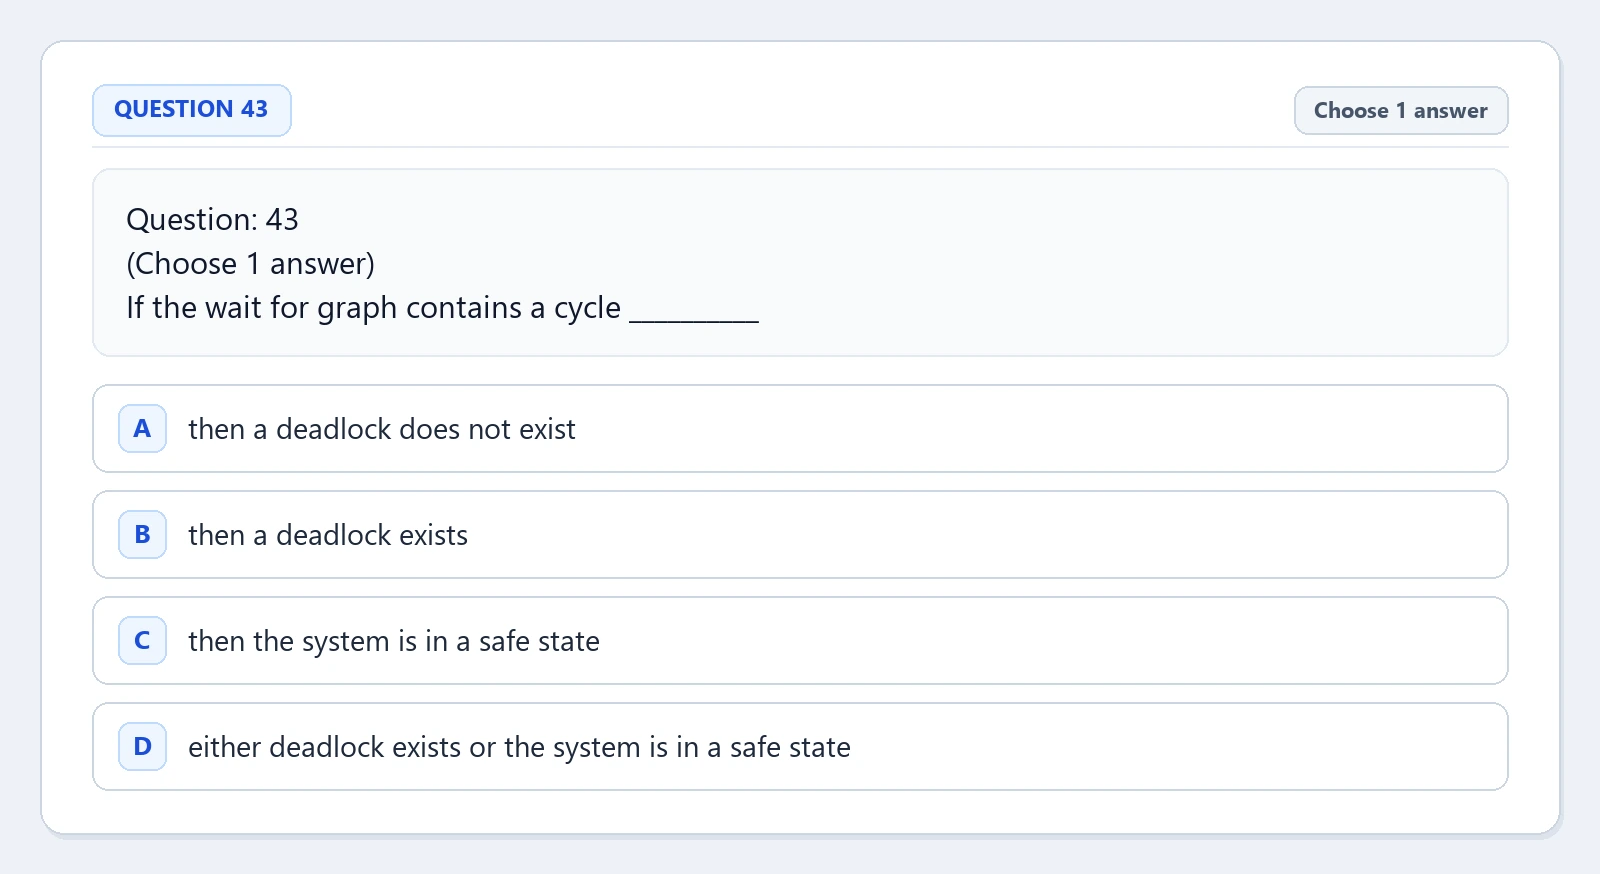 QUESTION 43
Choose 1 answer
Question: 43
(Choose 1 answer)
If the wait for graph contains a cycle __________
A then a deadlock does not exist
B then a deadlock exists
C then the system is in a safe state
D either deadlock exists or the system is in a safe state